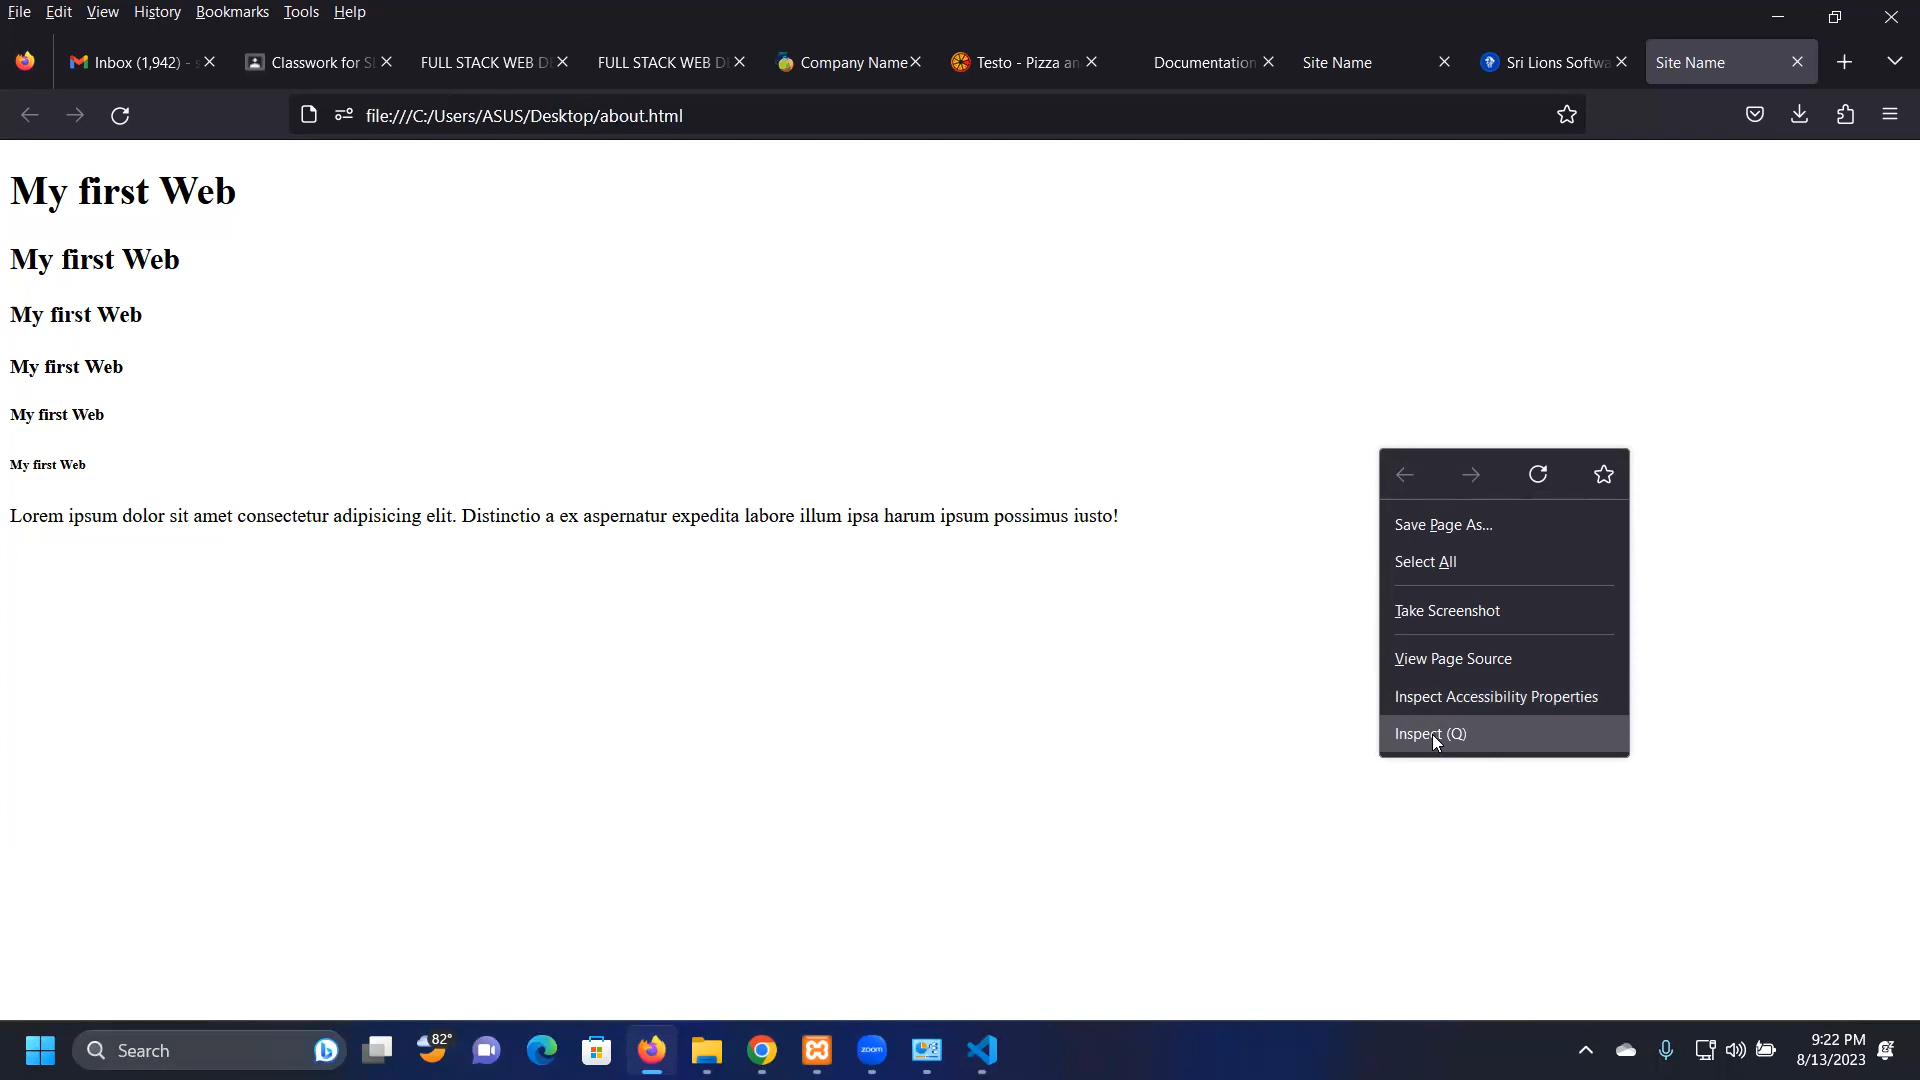 File Edit View History Bookmarks Tools Help
Inbox (1,942) - s
Classwork for SL
FULL STACK WEB D
FULL STACK WEB D
Company Name
Testo - Pizza an
Documentation
Site Name
Sri Lions Softwa
Site Name
file:///C:/Users/ASUS/Desktop/about.html
My first Web
My first Web
My first Web
My first Web
My first Web
My first Web
Lorem ipsum dolor sit amet consectetur adipisicing elit. Distinctio a ex aspernatur expedita labore illum ipsa harum ipsum possimus iusto!
Save Page As...
Select All
Take Screenshot
View Page Source
Inspect Accessibility Properties
Inspect (Q)
Search
82°
zoom
9:22 PM
8/13/2023